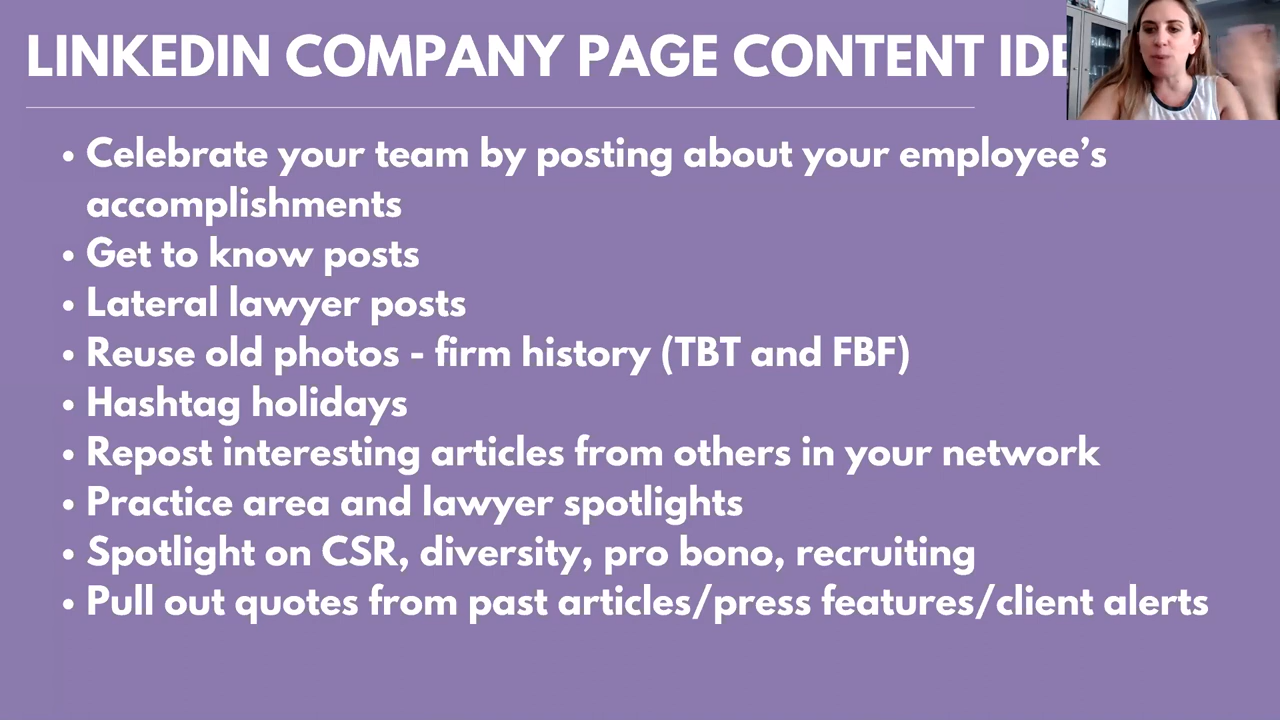 LINKEDIN COMPANY PAGE CONTENT IDE
• Celebrate your team by posting about your employee’s
accomplishments
• Get to know posts
• Lateral lawyer posts
• Reuse old photos - firm history (TBT and FBF)
• Hashtag holidays
• Repost interesting articles from others in your network
• Practice area and lawyer spotlights
• Spotlight on CSR, diversity, pro bono, recruiting
• Pull out quotes from past articles/press features/client alerts